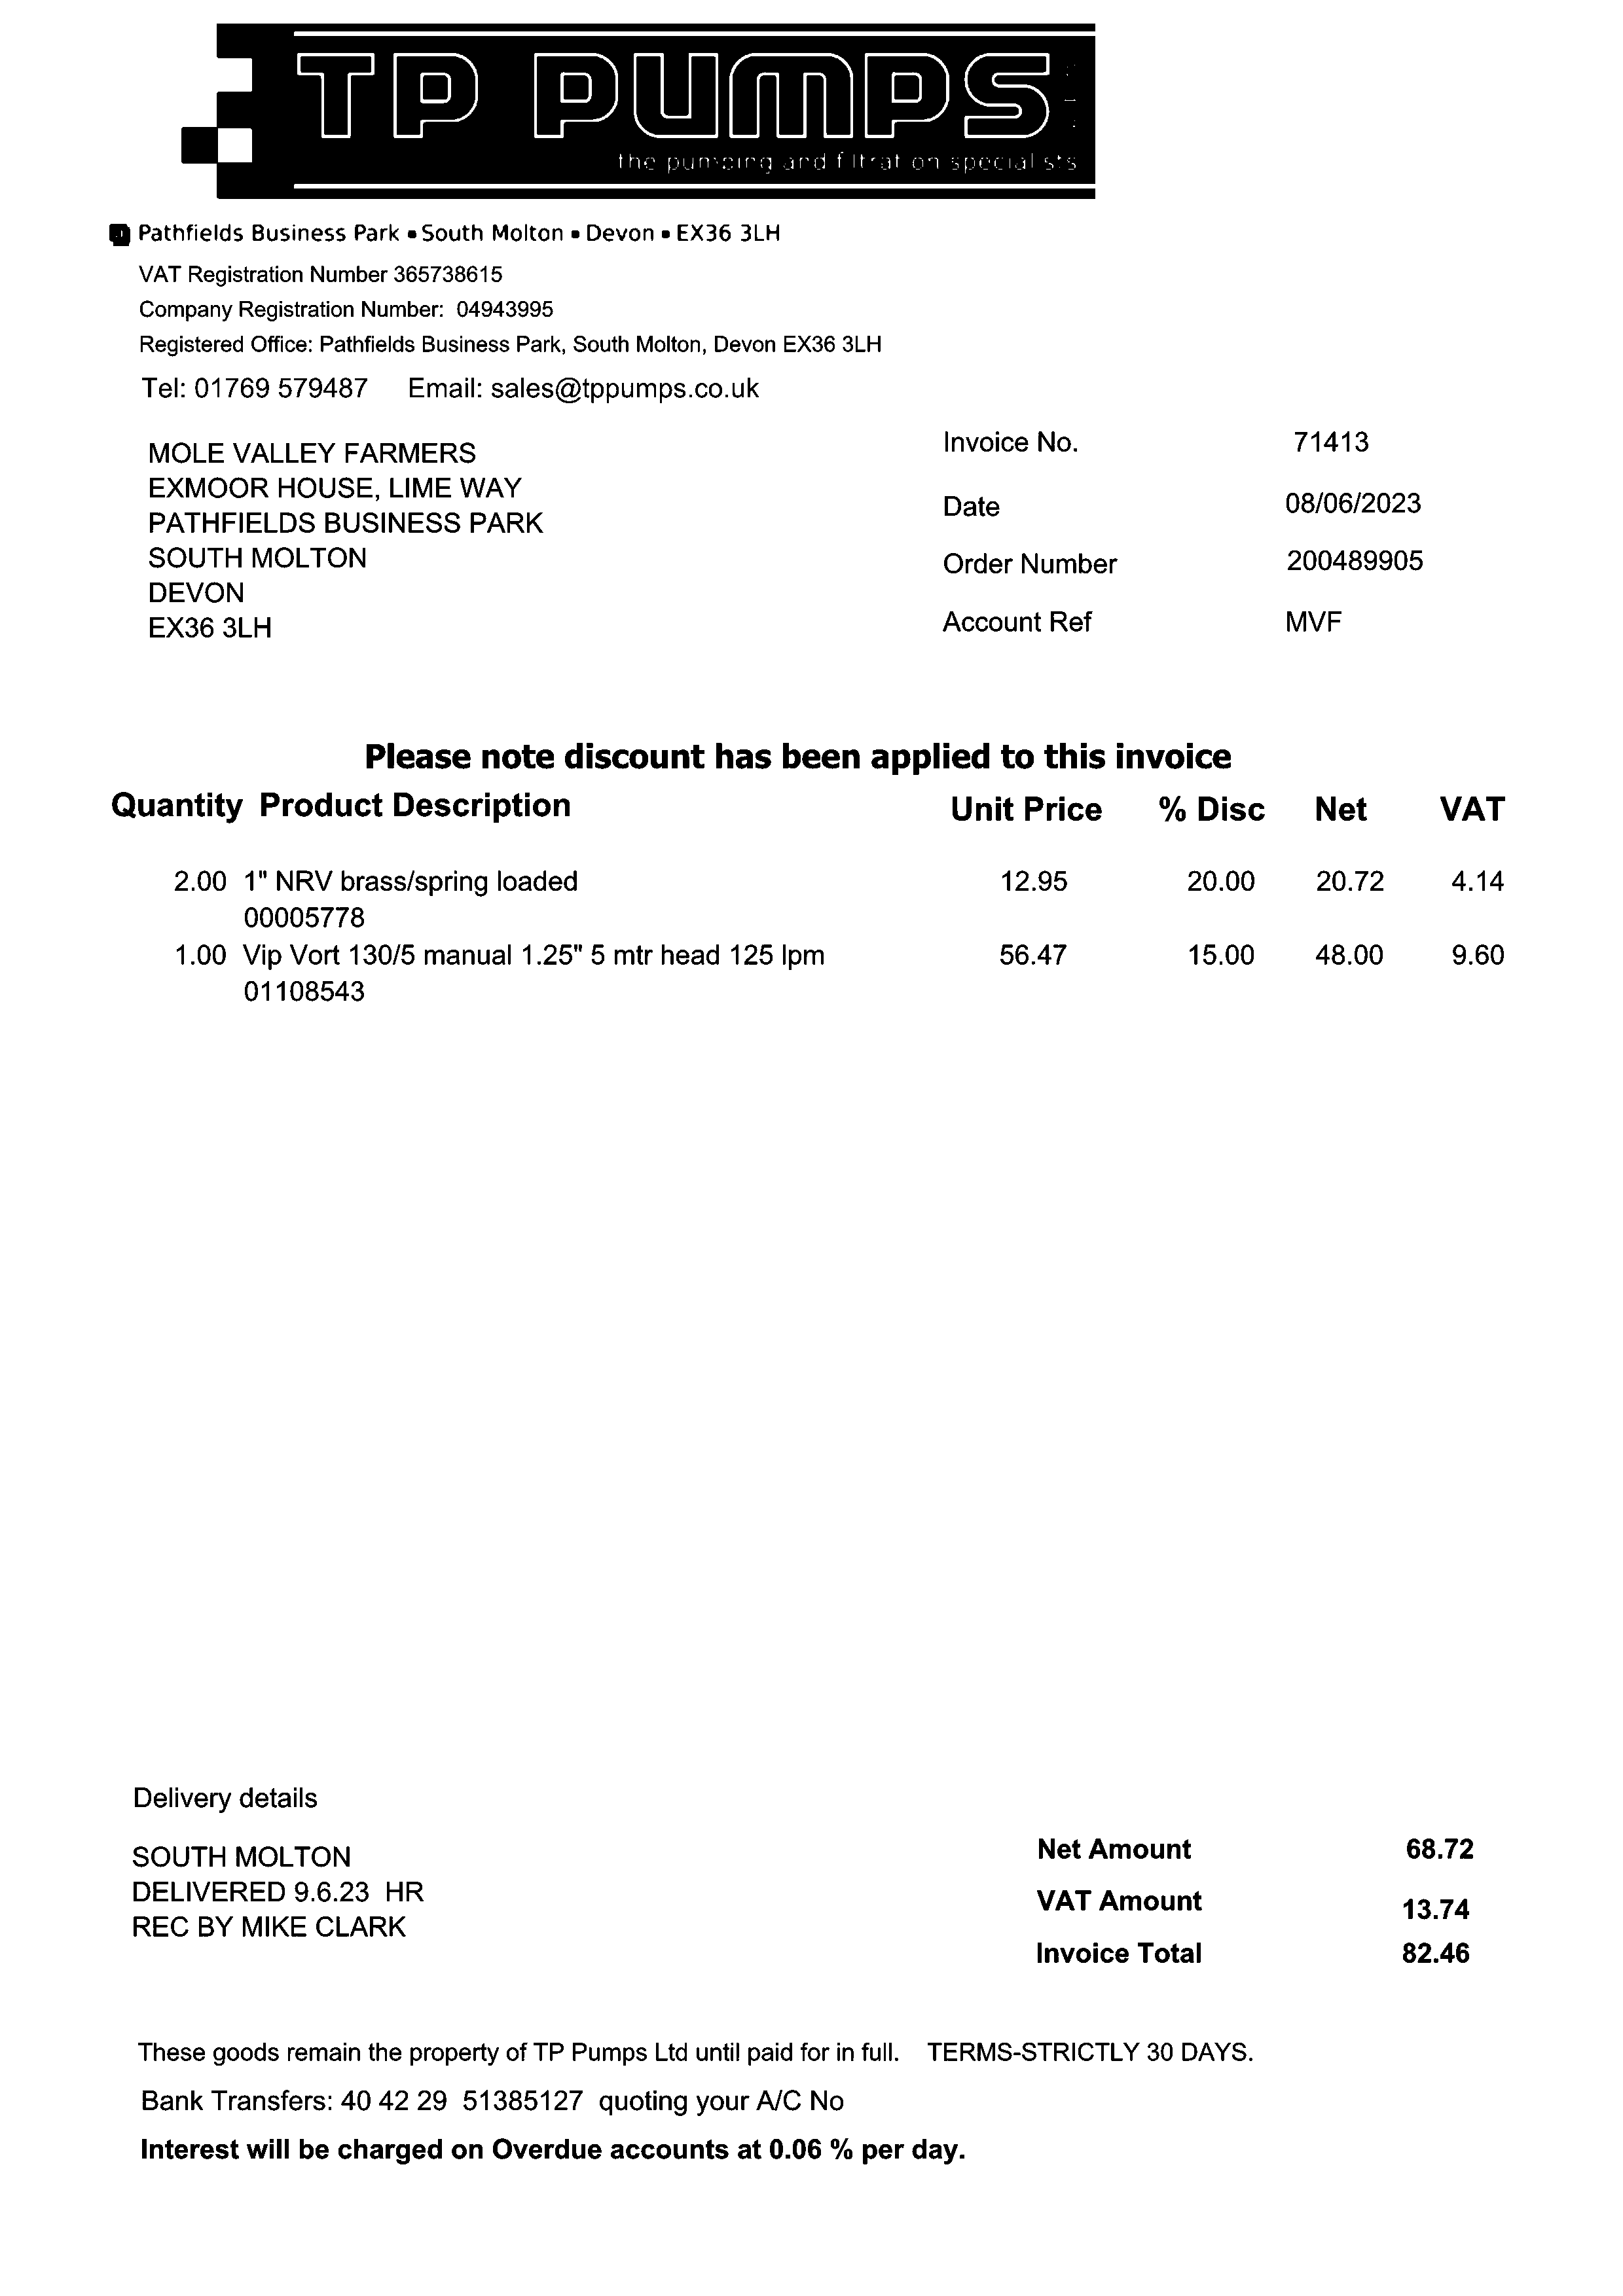 TP PUMPS
the pumping and filtration specialists
Pathfields Business Park ▪ South Molton ▪ Devon ▪ EX36 3LH
VAT Registration Number 365738615
Company Registration Number: 04943995
Registered Office: Pathfields Business Park, South Molton, Devon EX36 3LH
Tel: 01769 579487 Email: sales@tppumps.co.uk
MOLE VALLEY FARMERS
EXMOOR HOUSE, LIME WAY
PATHFIELDS BUSINESS PARK
SOUTH MOLTON
DEVON
EX36 3LH
Invoice No. 71413
Date 08/06/2023
Order Number 200489905
Account Ref MVF
Please note discount has been applied to this invoice
Quantity Product Description Unit Price % Disc Net VAT
2.00 1" NRV brass/spring loaded 12.95 20.00 20.72 4.14
00005778
1.00 Vip Vort 130/5 manual 1.25" 5 mtr head 125 lpm 56.47 15.00 48.00 9.60
01108543
Delivery details
SOUTH MOLTON
DELIVERED 9.6.23 HR
REC BY MIKE CLARK
Net Amount 68.72
VAT Amount 13.74
Invoice Total 82.46
These goods remain the property of TP Pumps Ltd until paid for in full. TERMS-STRICTLY 30 DAYS.
Bank Transfers: 40 42 29 51385127 quoting your A/C No
Interest will be charged on Overdue accounts at 0.06 % per day.